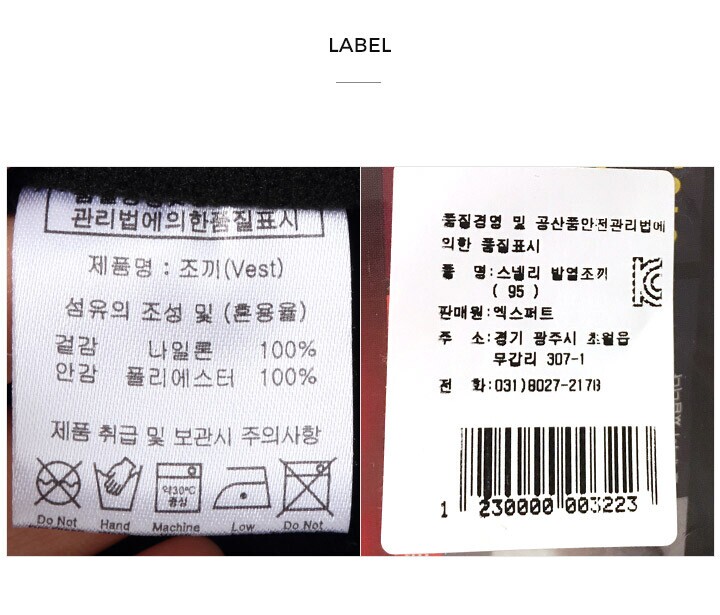 LABEL
관리법에의한품질표시
제품명 : 조끼(Vest)
섬유의 조성 및 (혼용율)
겉감 나일론 100%
안감 폴리에스터 100%
제품 취급 및 보관시 주의사항
약30℃
중성
Do Not Hand Machine Low Do Not
품질경영 및 공산품안전관리법에
의한 품질표시
품 명:스넬리 발열조끼
( 95 )
판매원:엑스퍼트
주 소:경기 광주시 초월읍
무갑리 307-1
전 화:031)8027-2178
1 230000 003223